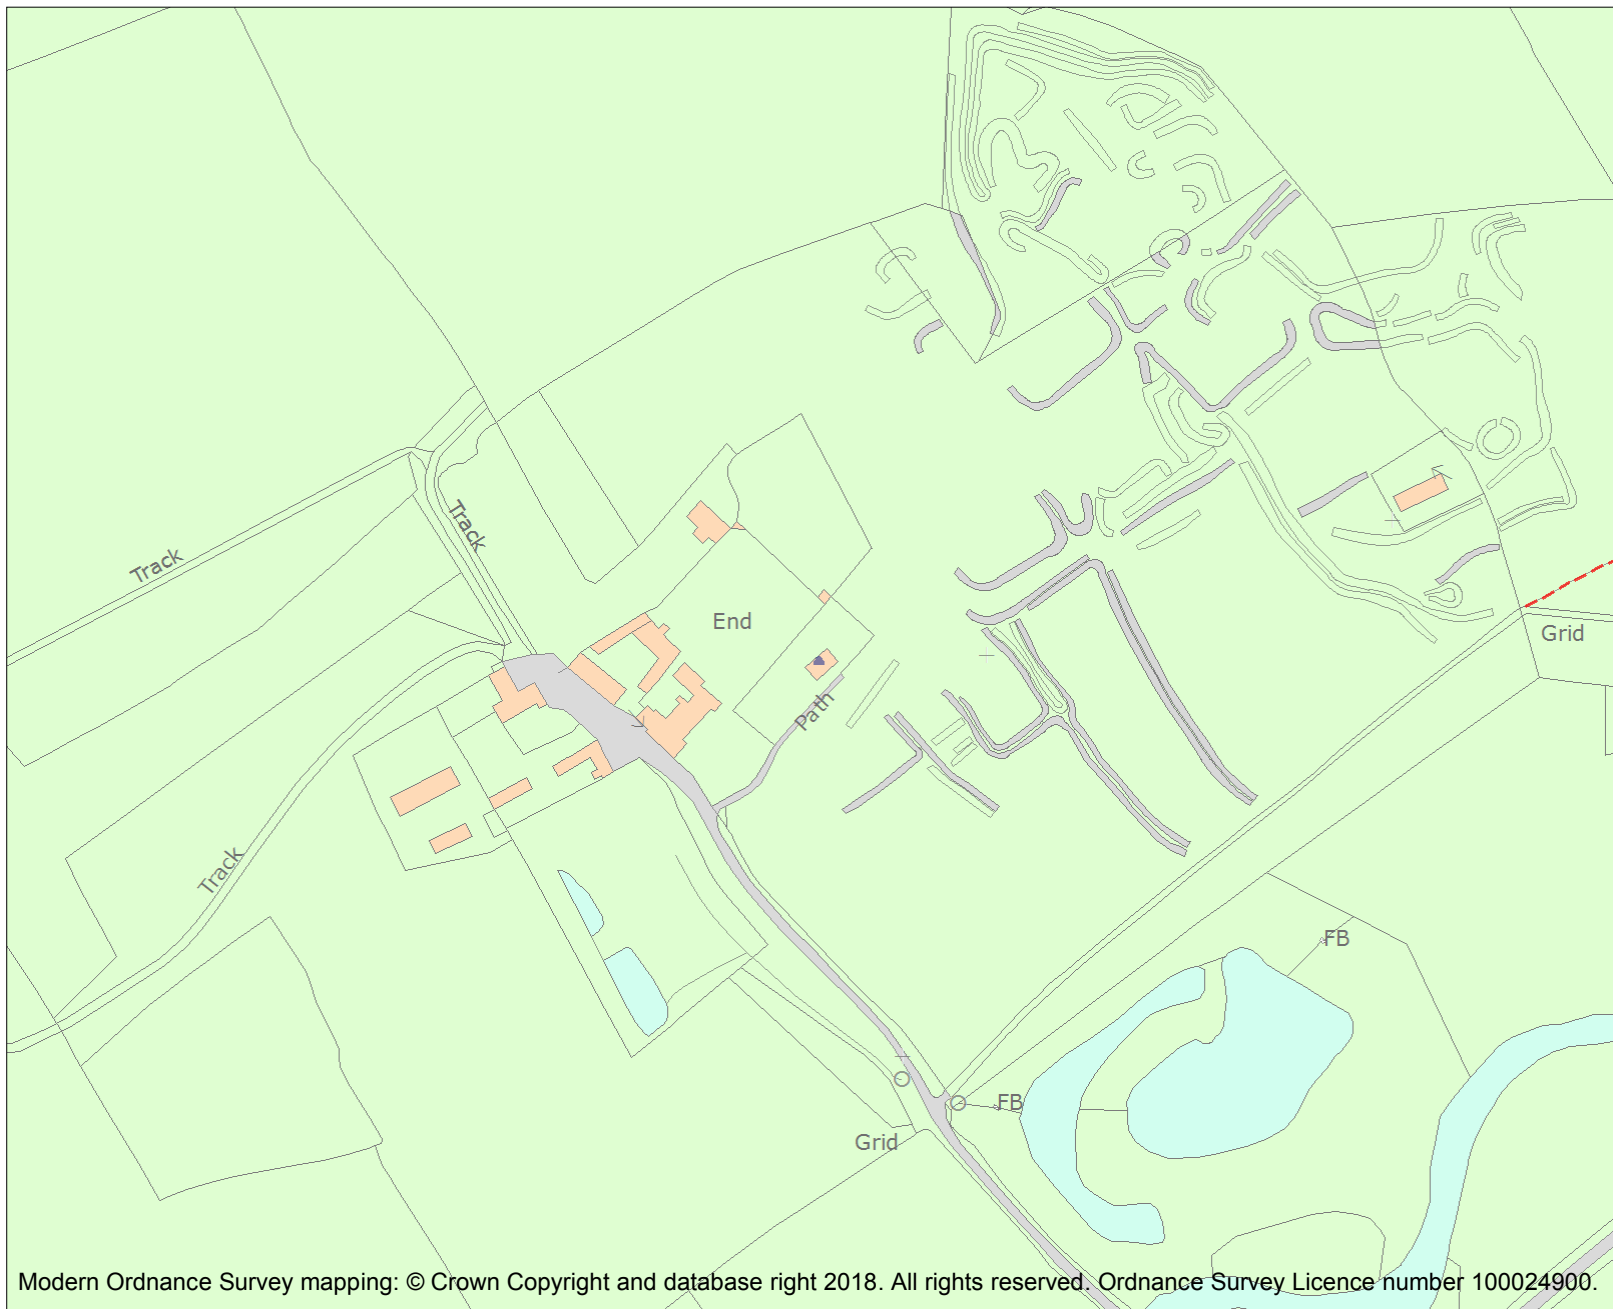 Track
Track
End
Grid
Path
Track
FB
FB
Grid
Modern Ordnance Survey mapping: © Crown Copyright and database right 2018. All rights reserved. Ordnance Survey Licence number 100024900.